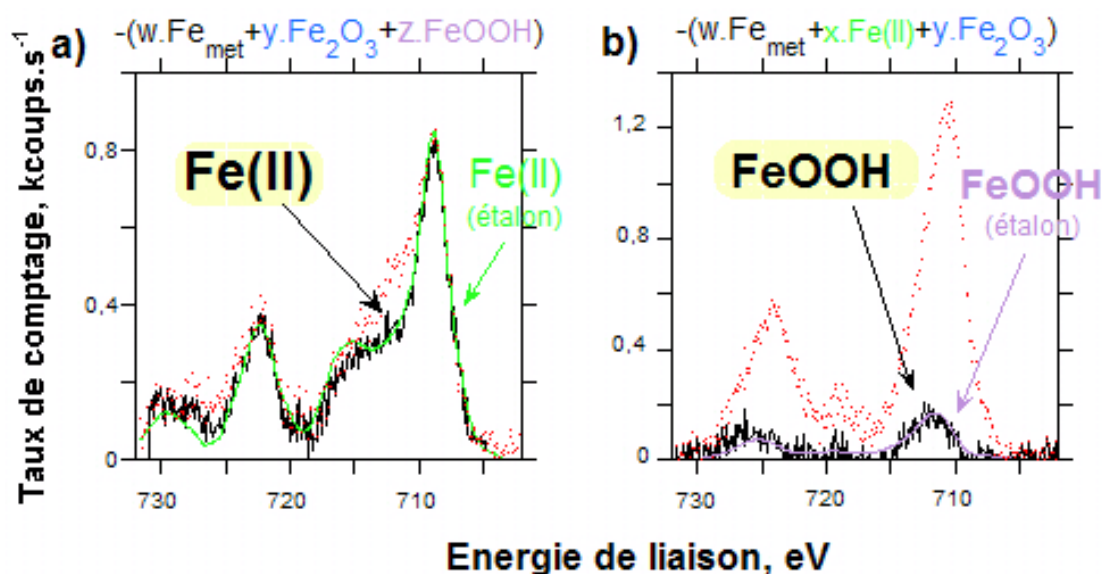 a) -(w.Fe_met+y.Fe₂O₃+z.FeOOH)
b) -(w.Fe_met+x.Fe(II)+y.Fe₂O₃)
Taux de comptage, kcoups.s⁻¹
0,8
0,4
0
Fe(II)
Fe(II)
(étalon)
730 720 710
1,2
0,8
0,4
0
FeOOH
FeOOH
(étalon)
730 720 710
Energie de liaison, eV